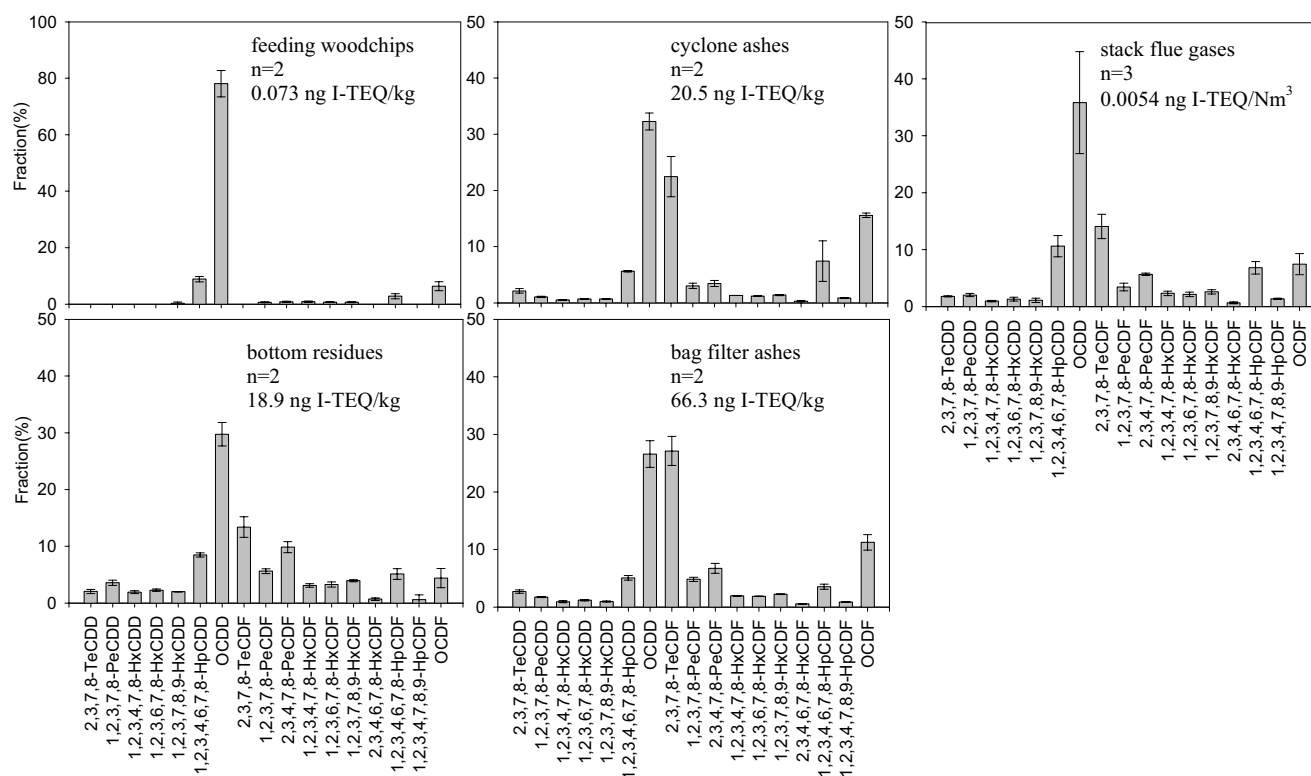 100
80
60
40
20
0
Fraction(%)
feeding woodchips
n=2
0.073 ng I-TEQ/kg
50
40
30
20
10
0
cyclone ashes
n=2
20.5 ng I-TEQ/kg
50
40
30
20
10
0
stack flue gases
n=3
0.0054 ng I-TEQ/Nm³
2,3,7,8-TeCDD
1,2,3,7,8-PeCDD
1,2,3,4,7,8-HxCDD
1,2,3,6,7,8-HxCDD
1,2,3,7,8,9-HxCDD
1,2,3,4,6,7,8-HpCDD
OCDD
2,3,7,8-TeCDF
1,2,3,7,8-PeCDF
2,3,4,7,8-PeCDF
1,2,3,4,7,8-HxCDF
1,2,3,6,7,8-HxCDF
1,2,3,7,8,9-HxCDF
2,3,4,6,7,8-HxCDF
1,2,3,4,6,7,8-HpCDF
1,2,3,4,7,8,9-HpCDF
OCDF
50
40
30
20
10
0
Fraction(%)
bottom residues
n=2
18.9 ng I-TEQ/kg
2,3,7,8-TeCDD
1,2,3,7,8-PeCDD
1,2,3,4,7,8-HxCDD
1,2,3,6,7,8-HxCDD
1,2,3,7,8,9-HxCDD
1,2,3,4,6,7,8-HpCDD
OCDD
2,3,7,8-TeCDF
1,2,3,7,8-PeCDF
2,3,4,7,8-PeCDF
1,2,3,4,7,8-HxCDF
1,2,3,6,7,8-HxCDF
1,2,3,7,8,9-HxCDF
2,3,4,6,7,8-HxCDF
1,2,3,4,6,7,8-HpCDF
1,2,3,4,7,8,9-HpCDF
OCDF
50
40
30
20
10
0
bag filter ashes
n=2
66.3 ng I-TEQ/kg
2,3,7,8-TeCDD
1,2,3,7,8-PeCDD
1,2,3,4,7,8-HxCDD
1,2,3,6,7,8-HxCDD
1,2,3,7,8,9-HxCDD
1,2,3,4,6,7,8-HpCDD
OCDD
2,3,7,8-TeCDF
1,2,3,7,8-PeCDF
2,3,4,7,8-PeCDF
1,2,3,4,7,8-HxCDF
1,2,3,6,7,8-HxCDF
1,2,3,7,8,9-HxCDF
2,3,4,6,7,8-HxCDF
1,2,3,4,6,7,8-HpCDF
1,2,3,4,7,8,9-HpCDF
OCDF